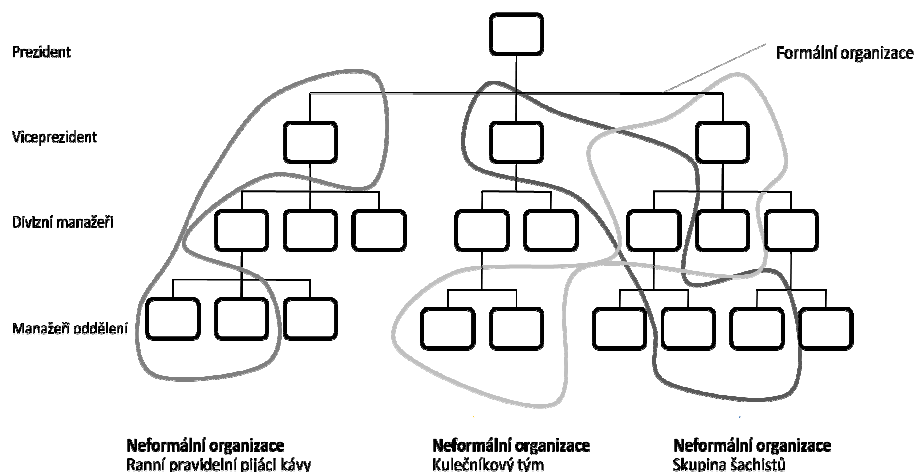 Prezident
Formální organizace
Viceprezident
Divizní manažeři
Manažeři oddělení
Neformální organizace
Ranní pravidelní pijáci kávy
Neformální organizace
Kulečníkový tým
Neformální organizace
Skupina šachistů